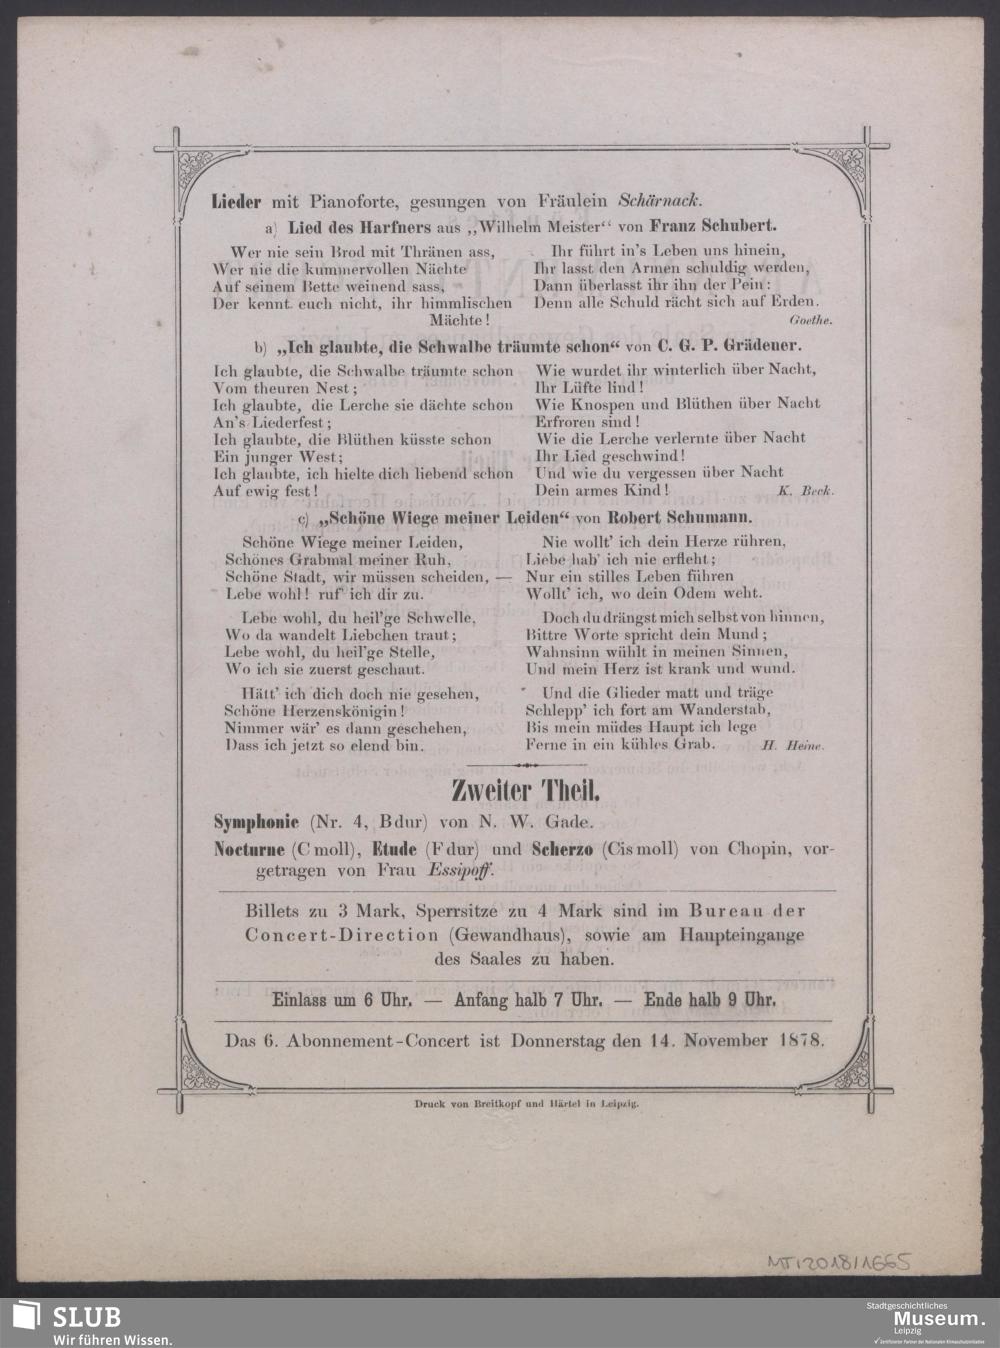 Lieder mit Pianoforte, gesungen von Fräulein Schärnack.
a) Lied des Harfners aus „Wilhelm Meister“ von Franz Schubert.
Wer nie sein Brod mit Thränen ass,
Wer nie die kummervollen Nächte
Auf seinem Bette weinend sass,
Der kennt euch nicht, ihr himmlischen
Mächte!
Ihr führt in's Leben uns hinein,
Ihr lasst den Armen schuldig werden,
Dann überlasst ihr ihn der Pein:
Denn alle Schuld rächt sich auf Erden.
Goethe.
b) „Ich glaubte, die Schwalbe träumte schon“ von C. G. P. Grädener.
Ich glaubte, die Schwalbe träumte schon
Vom theuren Nest;
Ich glaubte, die Lerche sie dächte schon
An's Liederfest;
Ich glaubte, die Blüthen küsste schon
Ein junger West;
Ich glaubte, ich hielte dich liebend schon
Auf ewig fest!
Wie wurdet ihr winterlich über Nacht,
Ihr Lüfte lind!
Wie Knospen und Blüthen über Nacht
Erfroren sind!
Wie die Lerche verlernte über Nacht
Ihr Lied geschwind!
Und wie du vergessen über Nacht
Dein armes Kind! K. Beck.
c) „Schöne Wiege meiner Leiden“ von Robert Schumann.
Schöne Wiege meiner Leiden,
Schönes Grabmal meiner Ruh,
Schöne Stadt, wir müssen scheiden, —
Lebe wohl! ruf' ich dir zu.
Lebe wohl, du heil'ge Schwelle,
Wo da wandelt Liebchen traut;
Lebe wohl, du heil'ge Stelle,
Wo ich sie zuerst geschaut.
Hätt' ich dich doch nie gesehen,
Schöne Herzenskönigin!
Nimmer wär' es dann geschehen,
Dass ich jetzt so elend bin.
Nie wollt' ich dein Herze rühren,
Liebe hab' ich nie erfleht;
Nur ein stilles Leben führen
Wollt' ich, wo dein Odem weht.
Doch du drängst mich selbst von hinnen,
Bittre Worte spricht dein Mund;
Wahnsinn wühlt in meinen Sinnen,
Und mein Herz ist krank und wund.
Und die Glieder matt und träge
Schlepp' ich fort am Wanderstab,
Bis mein müdes Haupt ich lege
Ferne in ein kühles Grab. H. Heine.
Zweiter Theil.
Symphonie (Nr. 4, B dur) von N. W. Gade.
Nocturne (C moll), Etude (F dur) und Scherzo (Cis moll) von Chopin, vor-
getragen von Frau Essipoff.
Billets zu 3 Mark, Sperrsitze zu 4 Mark sind im Bureau der
Concert-Direction (Gewandhaus), sowie am Haupteingange
des Saales zu haben.
Einlass um 6 Uhr. — Anfang halb 7 Uhr. — Ende halb 9 Uhr.
Das 6. Abonnement-Concert ist Donnerstag den 14. November 1878.
Druck von Breitkopf und Härtel in Leipzig.
MT/2018/1665
SLUB
Wir führen Wissen.
Stadtgeschichtliches
Museum.
Leipzig
Zertifizierter Partner der Nationalen Klimaschutzinitiative